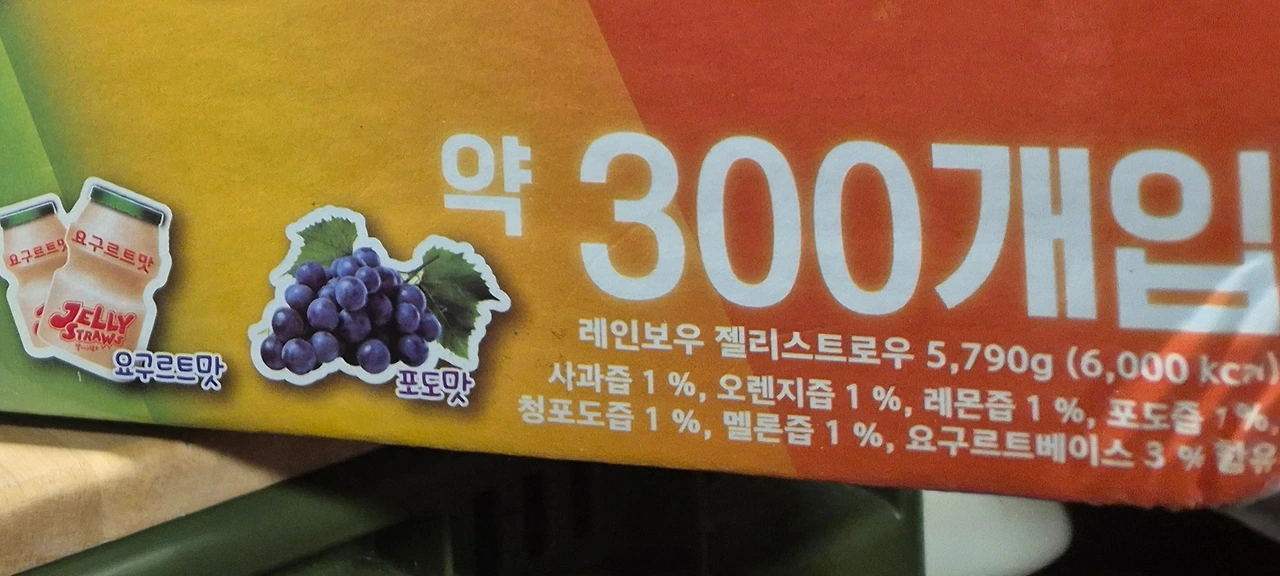 약 300개입
레인보우 젤리스트로우 5,790g (6,000 kcal)
사과즙 1 %, 오렌지즙 1 %, 레몬즙 1 %, 포도즙 1 %,
청포도즙 1 %, 멜론즙 1 %, 요구르트베이스 3 % 함유
요구르트맛
요구르트맛
JELLY
STRAWS
요구르트맛
포도맛